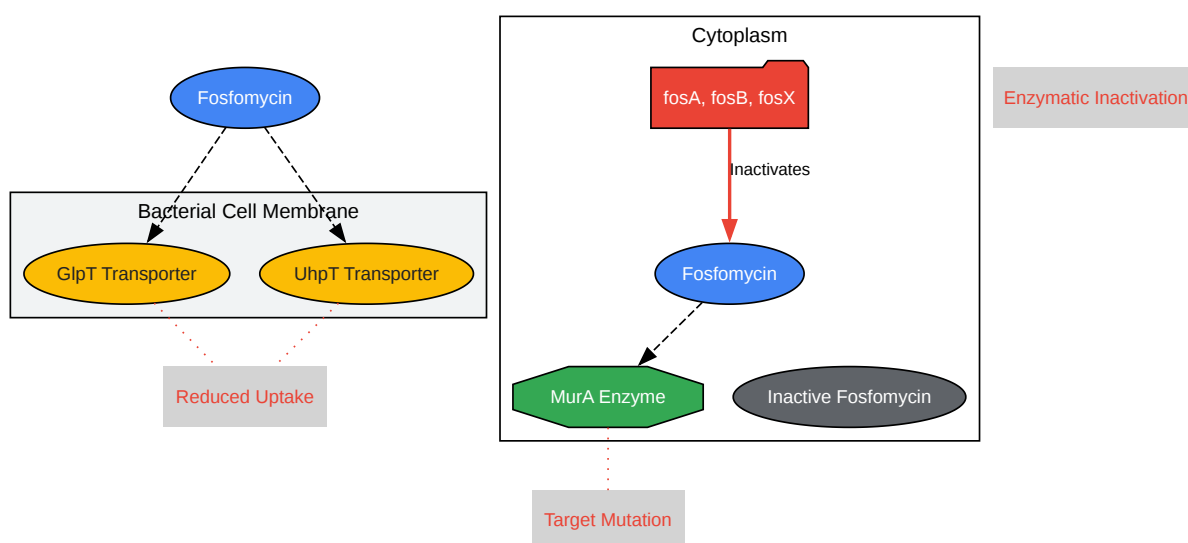 Cytoplasm
Fosfomycin
fosA, fosB, fosX
Enzymatic Inactivation
Inactivates
Bacterial Cell Membrane
GlpT Transporter
UhpT Transporter
Fosfomycin
Reduced Uptake
MurA Enzyme
Inactive Fosfomycin
Target Mutation